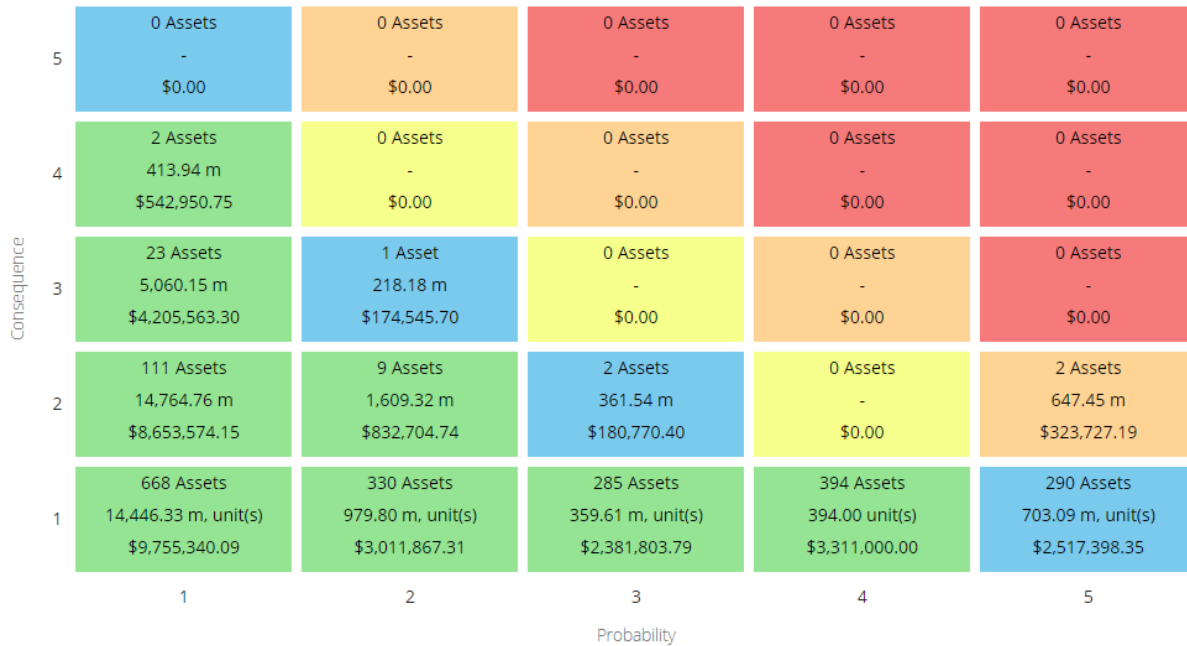 5
0 Assets
-
$0.00
0 Assets
-
$0.00
0 Assets
-
$0.00
0 Assets
-
$0.00
0 Assets
-
$0.00
4
2 Assets
413.94 m
$542,950.75
0 Assets
-
$0.00
0 Assets
-
$0.00
0 Assets
-
$0.00
0 Assets
-
$0.00
Consequence
3
23 Assets
5,060.15 m
$4,205,563.30
1 Asset
218.18 m
$174,545.70
0 Assets
-
$0.00
0 Assets
-
$0.00
0 Assets
-
$0.00
2
111 Assets
14,764.76 m
$8,653,574.15
9 Assets
1,609.32 m
$832,704.74
2 Assets
361.54 m
$180,770.40
0 Assets
-
$0.00
2 Assets
647.45 m
$323,727.19
1
668 Assets
14,446.33 m, unit(s)
$9,755,340.09
330 Assets
979.80 m, unit(s)
$3,011,867.31
285 Assets
359.61 m, unit(s)
$2,381,803.79
394 Assets
394.00 unit(s)
$3,311,000.00
290 Assets
703.09 m, unit(s)
$2,517,398.35
1
2
3
4
5
Probability